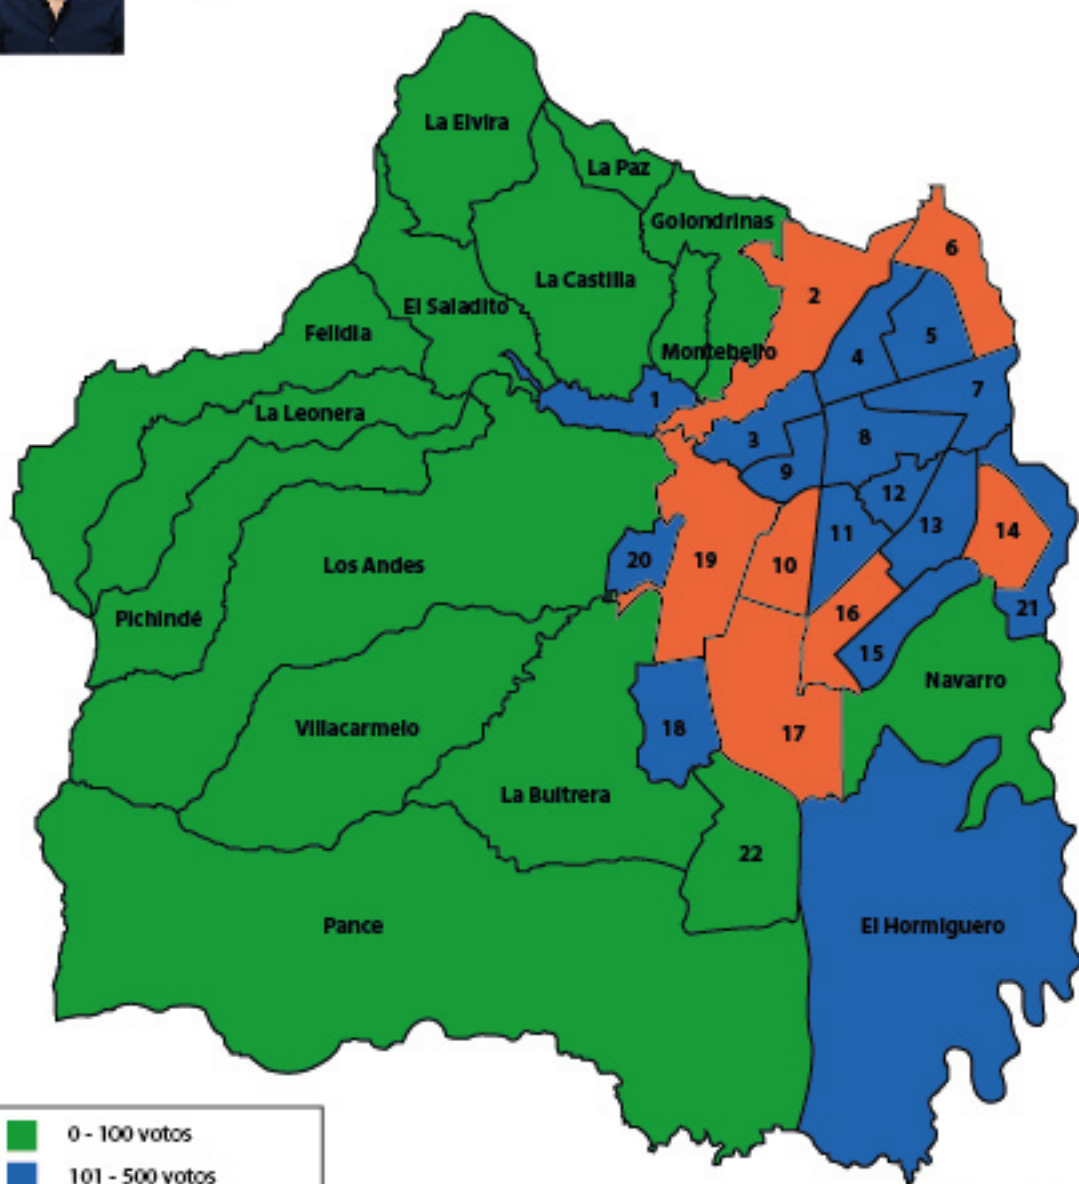 La Elvira
La Paz
Golondrinas
6
La Castilla
2
El Saladito
Felidia
5
Montebello
4
7
La Leonera
1
3
8
9
12
13
11
14
20
19
10
Los Andes
21
16
Pichindé
15
Navarro
Villacarmelo
18
17
La Buitrera
22
Pance
El Hormiguero
0 - 100 votos
101 - 500 votos